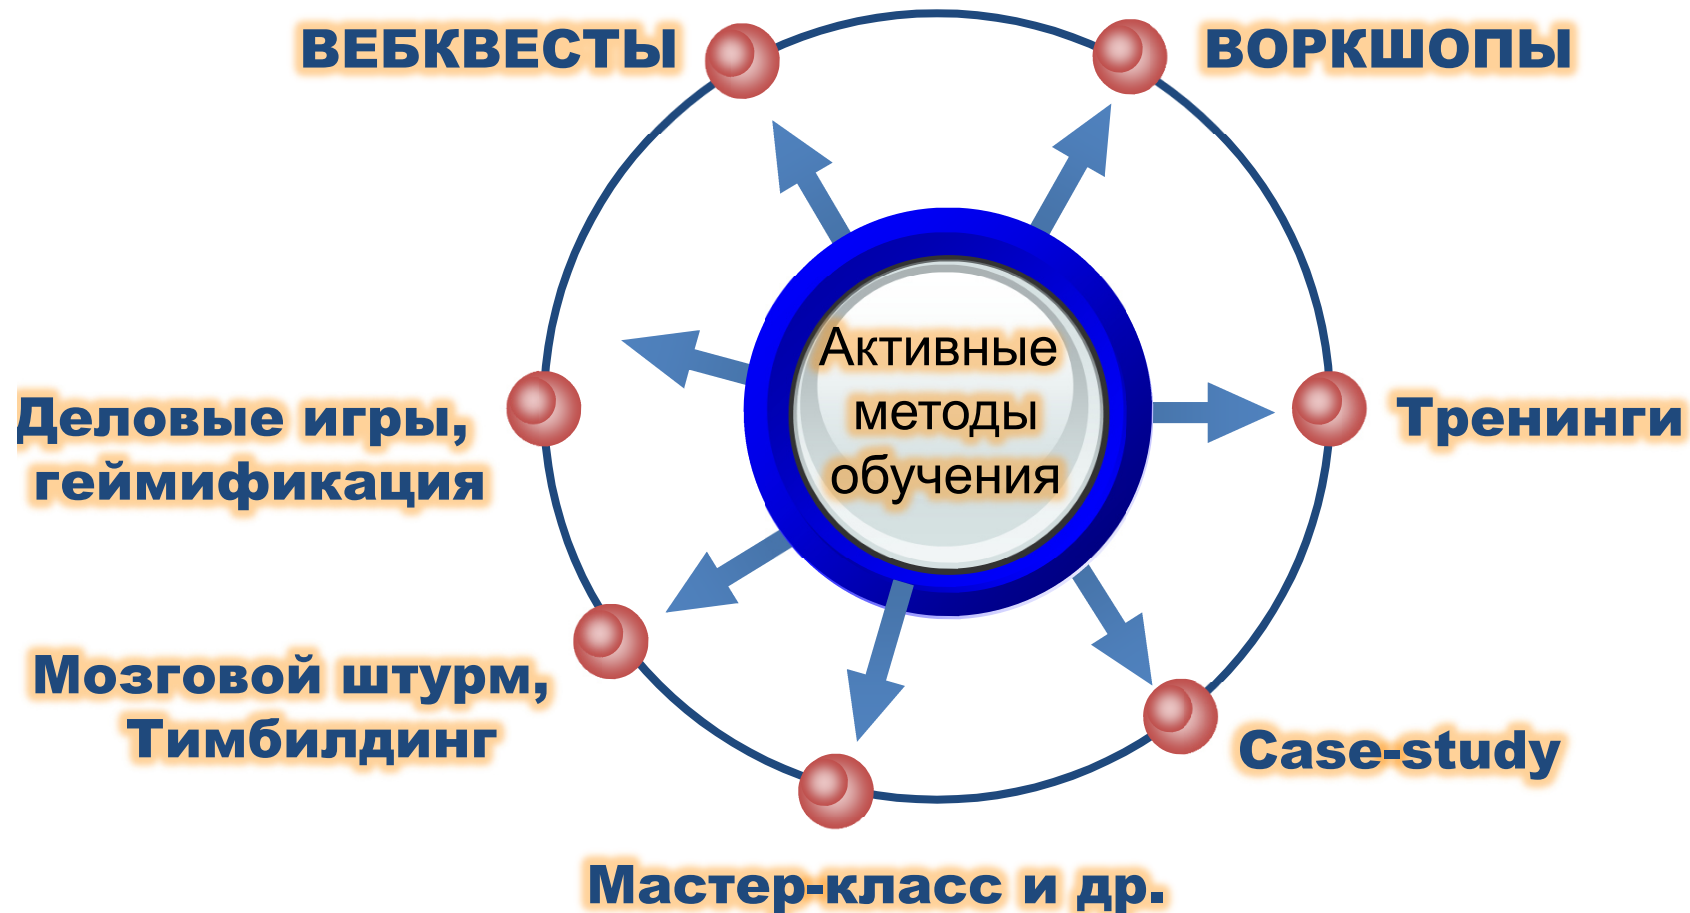 ВЕБКВЕСТЫ
ВОРКШОПЫ
Активные
методы
обучения
Деловые игры,
геймификация
Тренинги
Мозговой штурм,
Тимбилдинг
Case-study
Мастер-класс и др.